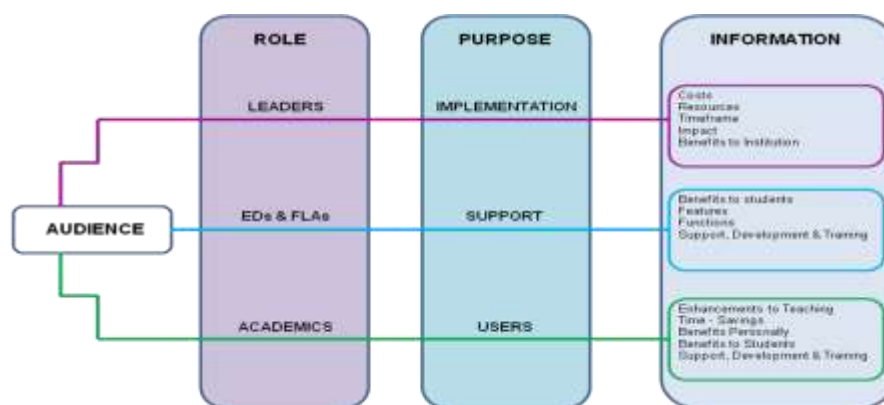 ROLE
PURPOSE
INFORMATION
LEADERS
IMPLEMENTATION
Costs
Resources
Timeframe
Impact
Benefits to Institution
AUDIENCE
EDs & FLAs
SUPPORT
Benefits to students
Features
Functions
Support, Development & Training
ACADEMICS
USERS
Enhancements to Teaching
Time - Savings
Benefits Personally
Benefits to Students
Support, Development & Training